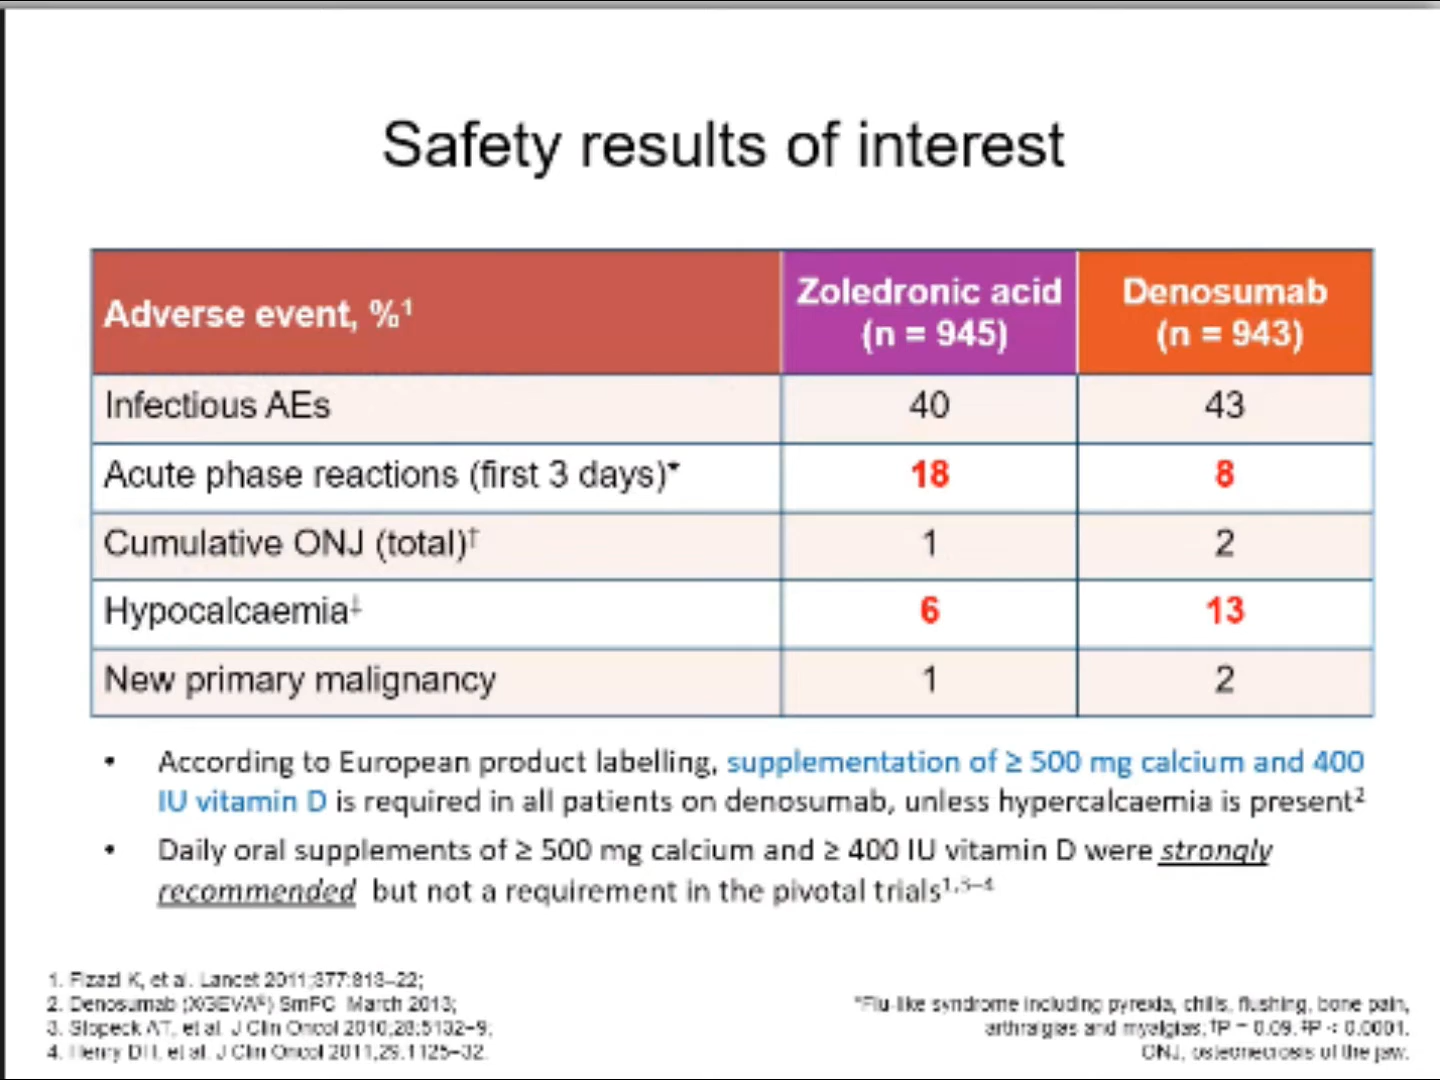 Safety results of interest
Adverse event, %¹ Zoledronic acid (n = 945) Denosumab (n = 943)
Infectious AEs 40 43
Acute phase reactions (first 3 days)* 18 8
Cumulative ONJ (total)† 1 2
Hypocalcaemia‡ 6 13
New primary malignancy 1 2
• According to European product labelling, supplementation of ≥ 500 mg calcium and 400
IU vitamin D is required in all patients on denosumab, unless hypercalcaemia is present²
• Daily oral supplements of ≥ 500 mg calcium and ≥ 400 IU vitamin D were strongly
recommended but not a requirement in the pivotal trials¹,³⁻⁴
1. Fizazi K, et al. Lancet 2011;377:813–22;
2. Denosumab (XGEVA®) SmPC March 2013;
3. Stopeck AT, et al. J Clin Oncol 2010;28:5132–9;
4. Henry DH, et al. J Clin Oncol 2011;29:1125–32.
*Flu-like syndrome including pyrexia, chills, flushing, bone pain,
arthralgias and myalgias. †P = 0.09. ‡P < 0.0001.
ONJ, osteonecrosis of the jaw.